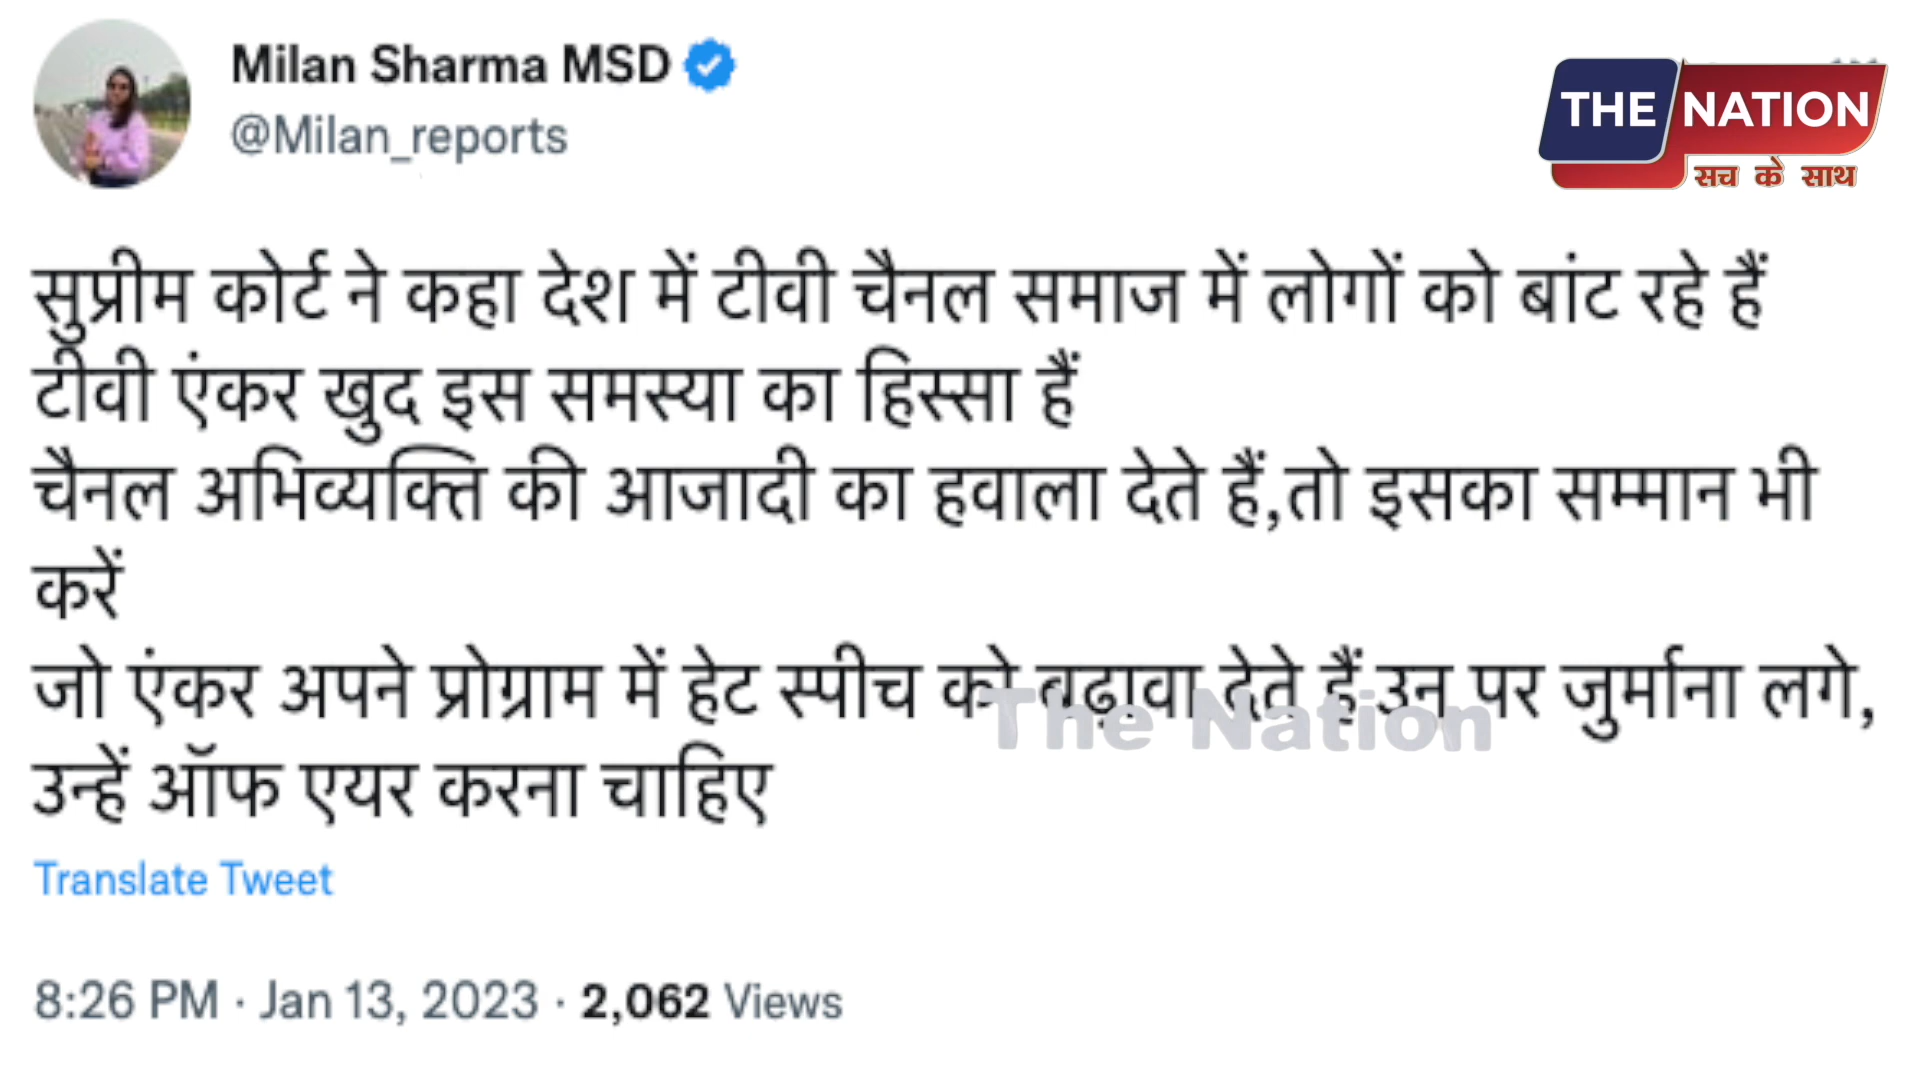 Milan Sharma MSD
@Milan_reports
THE NATION
सच के साथ
सुप्रीम कोर्ट ने कहा देश में टीवी चैनल समाज में लोगों को बांट रहे हैं
टीवी एंकर खुद इस समस्या का हिस्सा हैं
चैनल अभिव्यक्ति की आजादी का हवाला देते हैं,तो इसका सम्मान भी
करें
जो एंकर अपने प्रोग्राम में हेट स्पीच को बढ़ावा देते हैं उन पर जुर्माना लगे,
The Nation
उन्हें ऑफ एयर करना चाहिए
Translate Tweet
8:26 PM · Jan 13, 2023 · 2,062 Views